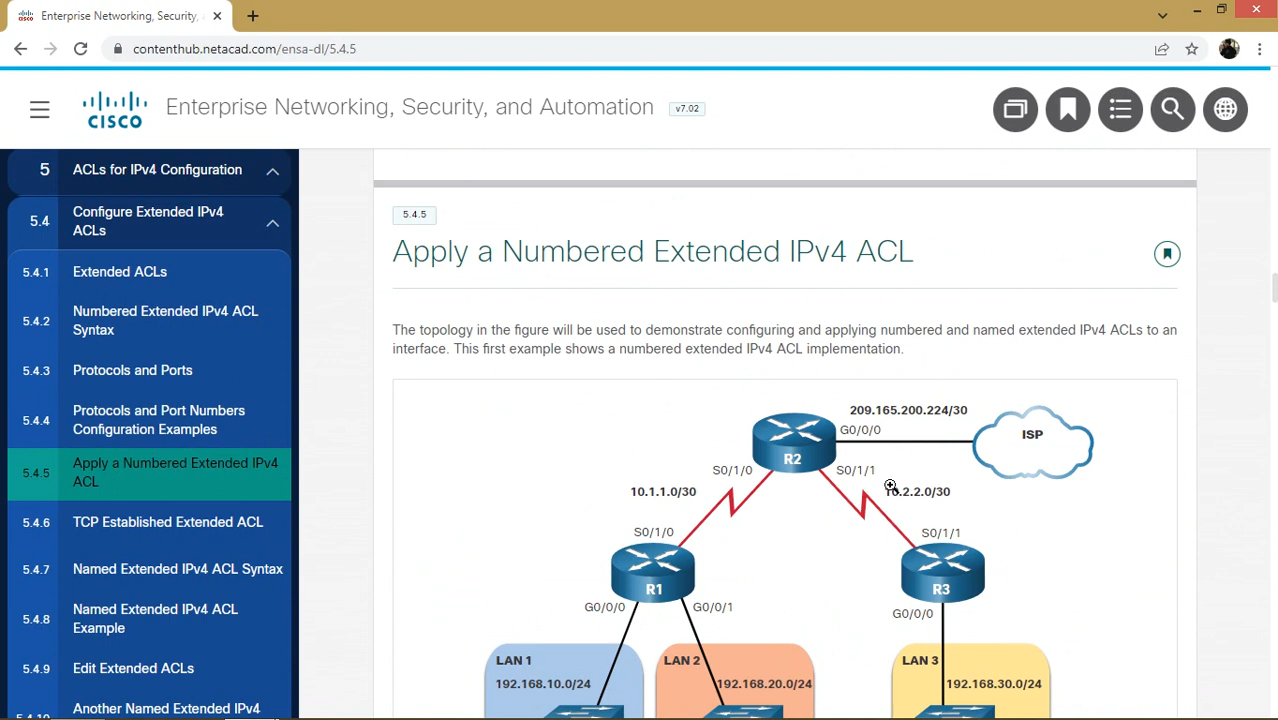 Enterprise Networking, Security,
contenthub.netacad.com/ensa-dl/5.4.5
CISCO
Enterprise Networking, Security, and Automation
v7.02
5
ACLs for IPv4 Configuration
5.4
Configure Extended IPv4
ACLs
5.4.1
Extended ACLs
5.4.2
Numbered Extended IPv4 ACL
Syntax
5.4.3
Protocols and Ports
5.4.4
Protocols and Port Numbers
Configuration Examples
5.4.5
Apply a Numbered Extended IPv4
ACL
5.4.6
TCP Established Extended ACL
5.4.7
Named Extended IPv4 ACL Syntax
5.4.8
Named Extended IPv4 ACL
Example
5.4.9
Edit Extended ACLs
5.4.10
Another Named Extended IPv4
5.4.5
Apply a Numbered Extended IPv4 ACL
The topology in the figure will be used to demonstrate configuring and applying numbered and named extended IPv4 ACLs to an
interface. This first example shows a numbered extended IPv4 ACL implementation.
209.165.200.224/30
G0/0/0
ISP
R2
S0/1/0
S0/1/1
10.1.1.0/30
10.2.2.0/30
S0/1/0
S0/1/1
R1
R3
G0/0/0
G0/0/1
G0/0/0
LAN 1
LAN 2
LAN 3
192.168.10.0/24
192.168.20.0/24
192.168.30.0/24